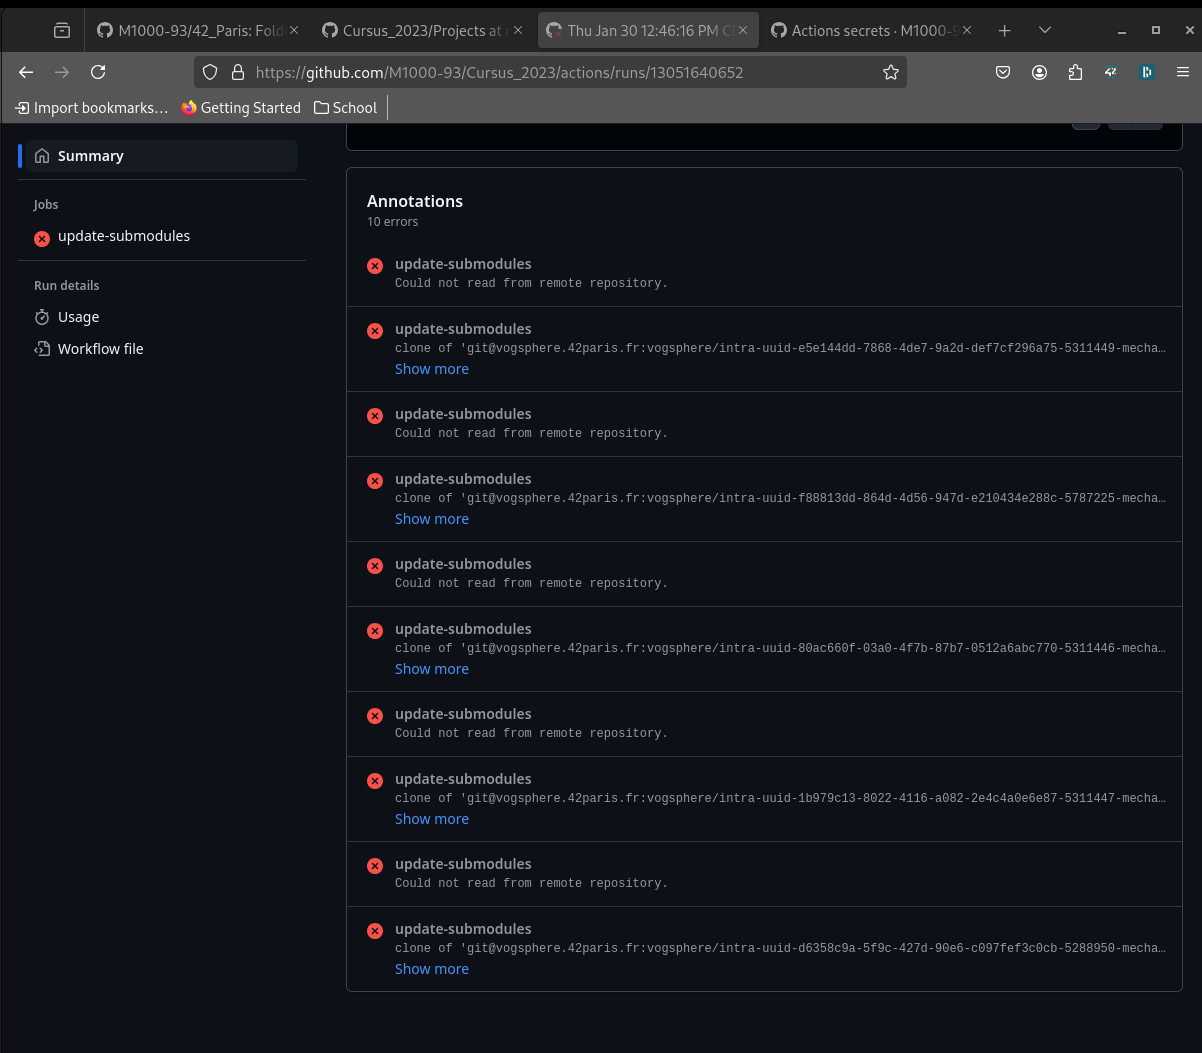 M1000-93/42_Paris: Fold
Cursus_2023/Projects at r
Thu Jan 30 12:46:16 PM C
Actions secrets · M1000-9
https://github.com/M1000-93/Cursus_2023/actions/runs/13051640652
Import bookmarks…
Getting Started
School
Summary
Jobs
update-submodules
Run details
Usage
Workflow file
Annotations
10 errors
update-submodules
Could not read from remote repository.
update-submodules
clone of 'git@vogsphere.42paris.fr:vogsphere/intra-uuid-e5e144dd-7868-4de7-9a2d-def7cf296a75-5311449-mecha…
Show more
update-submodules
Could not read from remote repository.
update-submodules
clone of 'git@vogsphere.42paris.fr:vogsphere/intra-uuid-f88813dd-864d-4d56-947d-e210434e288c-5787225-mecha…
Show more
update-submodules
Could not read from remote repository.
update-submodules
clone of 'git@vogsphere.42paris.fr:vogsphere/intra-uuid-80ac660f-03a0-4f7b-87b7-0512a6abc770-5311446-mecha…
Show more
update-submodules
Could not read from remote repository.
update-submodules
clone of 'git@vogsphere.42paris.fr:vogsphere/intra-uuid-1b979c13-8022-4116-a082-2e4c4a0e6e87-5311447-mecha…
Show more
update-submodules
Could not read from remote repository.
update-submodules
clone of 'git@vogsphere.42paris.fr:vogsphere/intra-uuid-d6358c9a-5f9c-427d-90e6-c097fef3c0cb-5288950-mecha…
Show more